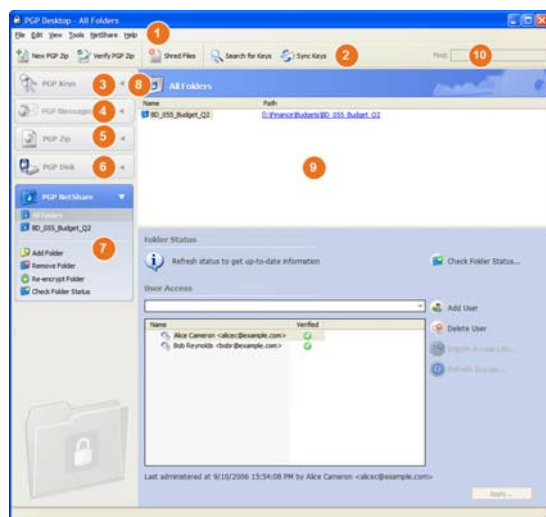 PGP Desktop - All Folders
File Edit View Tools NetShare Help
1
New PGP Zip Verify PGP Zip Shred Files Search for Keys Sync Keys
2
Find:
10
PGP Keys
3
8
All Folders
PGP Messaging
4
Name Path
BD_055_Budget_Q2 D:\Finance\Budgets\BD_055_Budget_Q2
PGP Zip
5
PGP Disk
6
9
PGP NetShare
All Folders
BD_055_Budget_Q2
7
Add Folder
Remove Folder
Re-encrypt Folder
Check Folder Status
Folder Status
Refresh status to get up-to-date information
Check Folder Status...
User Access
Add User
Name Verified
Alice Cameron <alicec@example.com>
Bob Reynolds <bobr@example.com>
Delete User
Import Access List...
Refresh Groups...
Last administered at 9/10/2006 15:54:08 PM by Alice Cameron <alicec@example.com>
Apply...